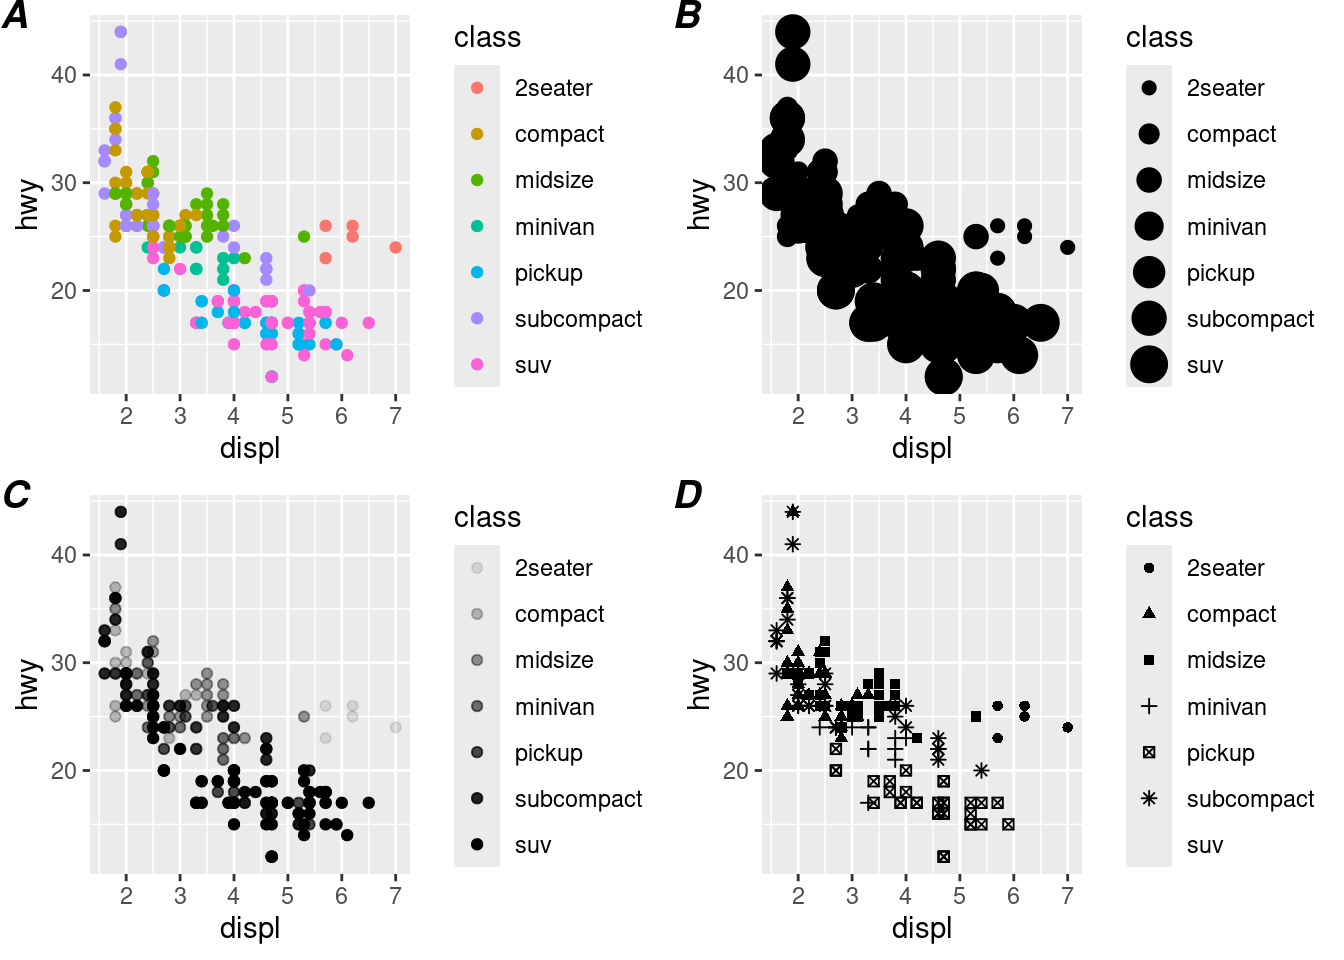 A
class
2seater
compact
midsize
minivan
pickup
subcompact
suv
hwy
40
30
20
2 3 4 5 6 7
displ
B
class
2seater
compact
midsize
minivan
pickup
subcompact
suv
hwy
40
30
20
2 3 4 5 6 7
displ
C
class
2seater
compact
midsize
minivan
pickup
subcompact
suv
hwy
40
30
20
2 3 4 5 6 7
displ
D
class
2seater
compact
midsize
minivan
pickup
subcompact
suv
hwy
40
30
20
2 3 4 5 6 7
displ